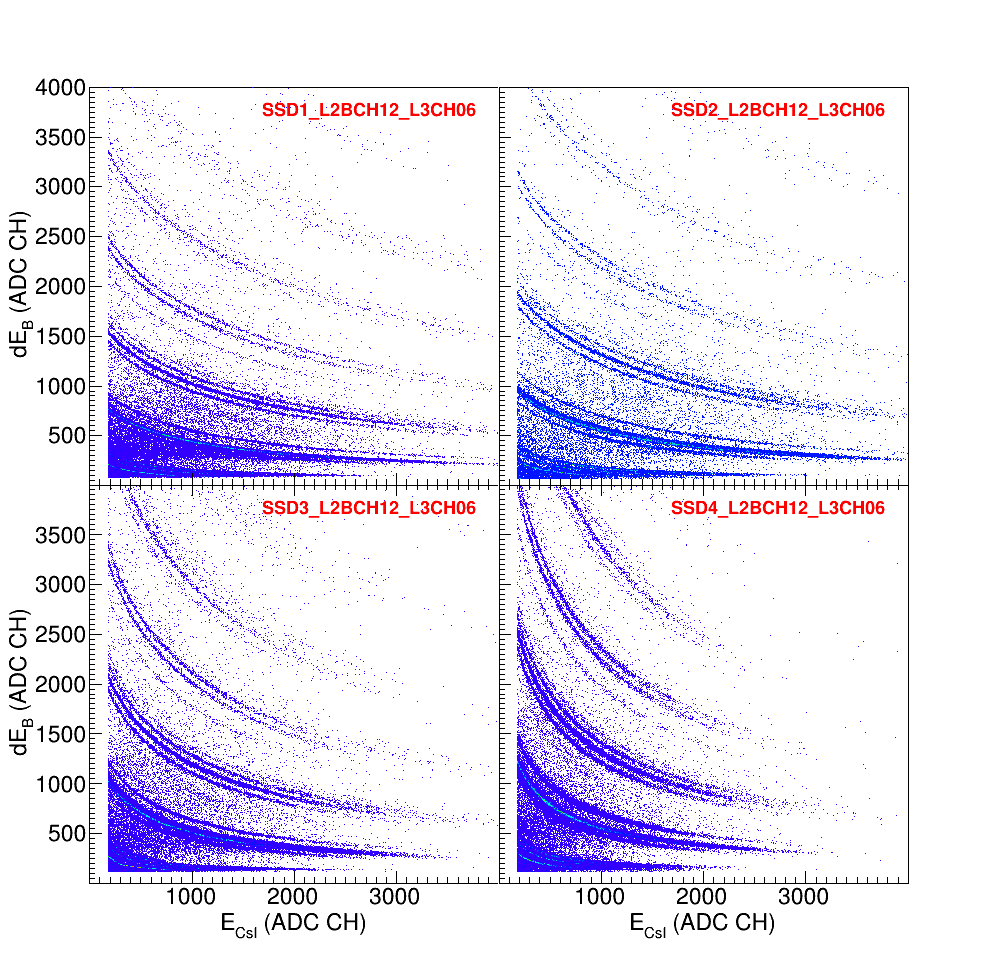 SSD1_L2BCH12_L3CH06
SSD2_L2BCH12_L3CH06
4000
3500
3000
2500
2000
1500
1000
500
dE_B (ADC CH)
SSD3_L2BCH12_L3CH06
SSD4_L2BCH12_L3CH06
3500
3000
2500
2000
1500
1000
500
dE_B (ADC CH)
1000 2000 3000
1000 2000 3000
E_CsI (ADC CH)
E_CsI (ADC CH)